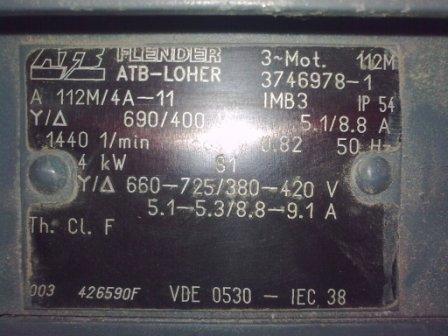 ATB FLENDER 3~Mot. 112M
ATB-LOHER 3746978-1
A 112M/4A-11 IMB3 IP 54
Y/Δ 690/400 5.1/8.8 A
1440 1/min 0.82 50 Hz
4 kW S1
Y/Δ 660-725/380-420 V
5.1-5.3/8.8-9.1 A
Th. Cl. F
003 426590F VDE 0530 - IEC 38